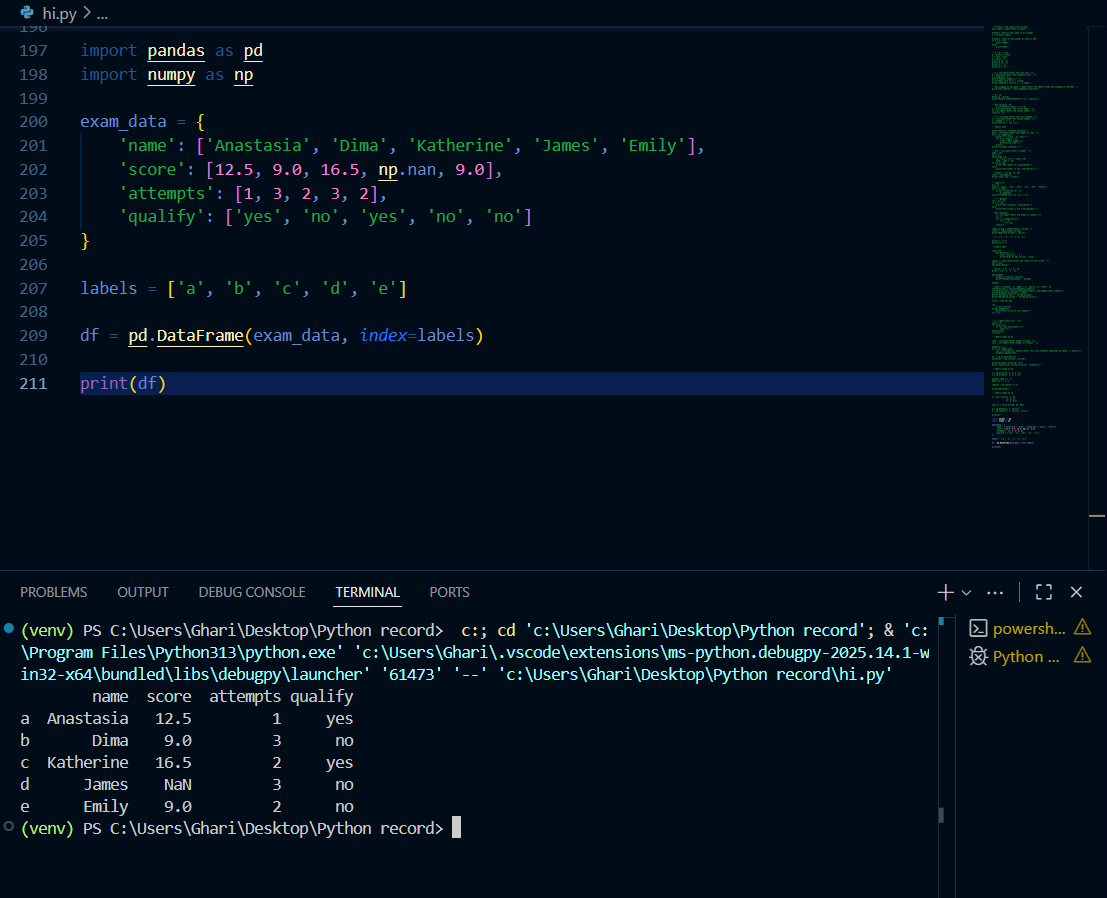 hi.py > ...
196
197 import pandas as pd
198 import numpy as np
199
200 exam_data = {
201     'name': ['Anastasia', 'Dima', 'Katherine', 'James', 'Emily'],
202     'score': [12.5, 9.0, 16.5, np.nan, 9.0],
203     'attempts': [1, 3, 2, 3, 2],
204     'qualify': ['yes', 'no', 'yes', 'no', 'no']
205 }
206
207 labels = ['a', 'b', 'c', 'd', 'e']
208
209 df = pd.DataFrame(exam_data, index=labels)
210
211 print(df)
PROBLEMS OUTPUT DEBUG CONSOLE TERMINAL PORTS
(venv) PS C:\Users\Ghari\Desktop\Python record>  c:; cd 'c:\Users\Ghari\Desktop\Python record'; & 'c:
\Program Files\Python313\python.exe' 'c:\Users\Ghari\.vscode\extensions\ms-python.debugpy-2025.14.1-w
in32-x64\bundled\libs\debugpy\launcher' '61473' '--' 'c:\Users\Ghari\Desktop\Python record\hi.py'
        name  score  attempts qualify
a  Anastasia   12.5         1     yes
b       Dima    9.0         3      no
c  Katherine   16.5         2     yes
d      James    NaN         3      no
e      Emily    9.0         2      no
(venv) PS C:\Users\Ghari\Desktop\Python record>
powersh...
Python ...